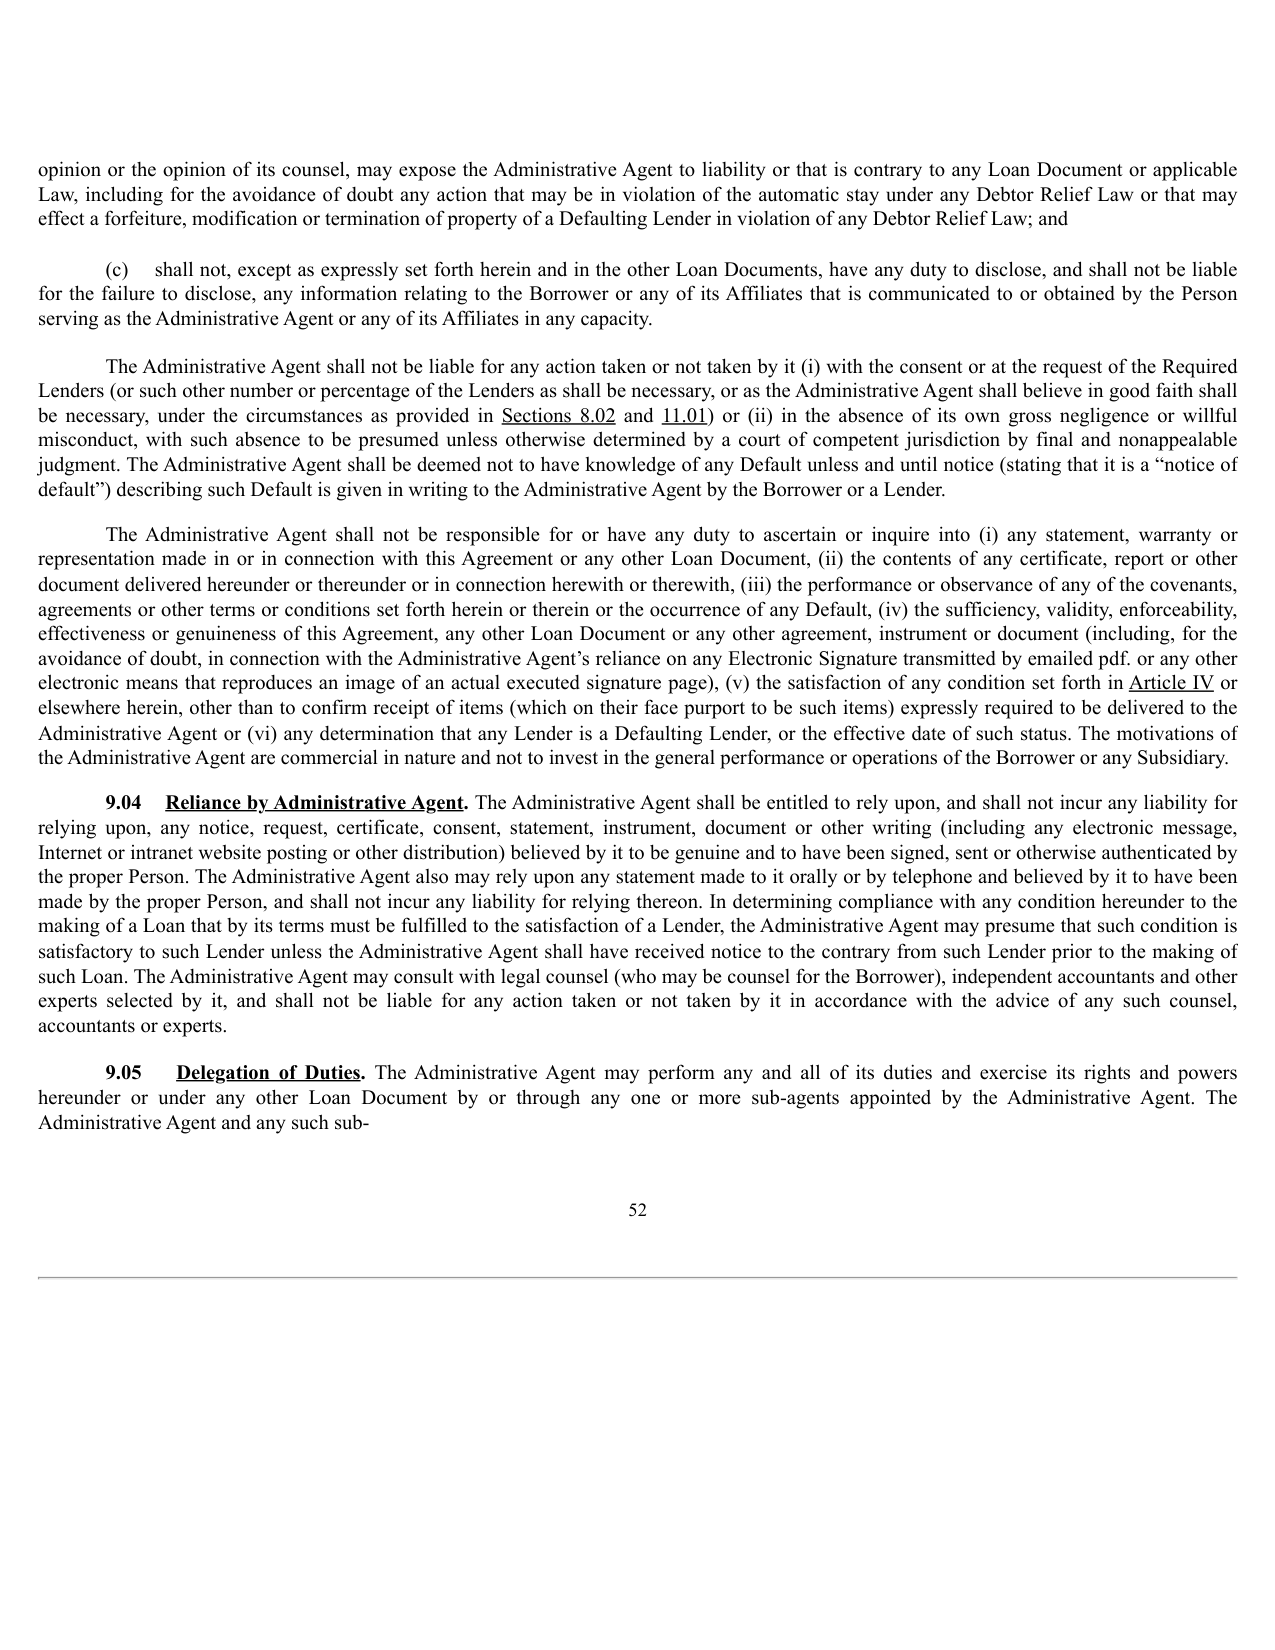 opinion or the opinion of its counsel, may expose the Administrative Agent to liability or that is contrary to any Loan Document or applicable
Law, including for the avoidance of doubt any action that may be in violation of the automatic stay under any Debtor Relief Law or that may
effect a forfeiture, modification or termination of property of a Defaulting Lender in violation of any Debtor Relief Law; and
(c) shall not, except as expressly set forth herein and in the other Loan Documents, have any duty to disclose, and shall not be liable
for the failure to disclose, any information relating to the Borrower or any of its Affiliates that is communicated to or obtained by the Person
serving as the Administrative Agent or any of its Affiliates in any capacity.
The Administrative Agent shall not be liable for any action taken or not taken by it (i) with the consent or at the request of the Required
Lenders (or such other number or percentage of the Lenders as shall be necessary, or as the Administrative Agent shall believe in good faith shall
be necessary, under the circumstances as provided in Sections 8.02 and 11.01) or (ii) in the absence of its own gross negligence or willful
misconduct, with such absence to be presumed unless otherwise determined by a court of competent jurisdiction by final and nonappealable
judgment. The Administrative Agent shall be deemed not to have knowledge of any Default unless and until notice (stating that it is a “notice of
default”) describing such Default is given in writing to the Administrative Agent by the Borrower or a Lender.
The Administrative Agent shall not be responsible for or have any duty to ascertain or inquire into (i) any statement, warranty or
representation made in or in connection with this Agreement or any other Loan Document, (ii) the contents of any certificate, report or other
document delivered hereunder or thereunder or in connection herewith or therewith, (iii) the performance or observance of any of the covenants,
agreements or other terms or conditions set forth herein or therein or the occurrence of any Default, (iv) the sufficiency, validity, enforceability,
effectiveness or genuineness of this Agreement, any other Loan Document or any other agreement, instrument or document (including, for the
avoidance of doubt, in connection with the Administrative Agent’s reliance on any Electronic Signature transmitted by emailed pdf. or any other
electronic means that reproduces an image of an actual executed signature page), (v) the satisfaction of any condition set forth in Article IV or
elsewhere herein, other than to confirm receipt of items (which on their face purport to be such items) expressly required to be delivered to the
Administrative Agent or (vi) any determination that any Lender is a Defaulting Lender, or the effective date of such status. The motivations of
the Administrative Agent are commercial in nature and not to invest in the general performance or operations of the Borrower or any Subsidiary.
9.04 Reliance by Administrative Agent. The Administrative Agent shall be entitled to rely upon, and shall not incur any liability for
relying upon, any notice, request, certificate, consent, statement, instrument, document or other writing (including any electronic message,
Internet or intranet website posting or other distribution) believed by it to be genuine and to have been signed, sent or otherwise authenticated by
the proper Person. The Administrative Agent also may rely upon any statement made to it orally or by telephone and believed by it to have been
made by the proper Person, and shall not incur any liability for relying thereon. In determining compliance with any condition hereunder to the
making of a Loan that by its terms must be fulfilled to the satisfaction of a Lender, the Administrative Agent may presume that such condition is
satisfactory to such Lender unless the Administrative Agent shall have received notice to the contrary from such Lender prior to the making of
such Loan. The Administrative Agent may consult with legal counsel (who may be counsel for the Borrower), independent accountants and other
experts selected by it, and shall not be liable for any action taken or not taken by it in accordance with the advice of any such counsel,
accountants or experts.
9.05 Delegation of Duties. The Administrative Agent may perform any and all of its duties and exercise its rights and powers
hereunder or under any other Loan Document by or through any one or more sub-agents appointed by the Administrative Agent. The
Administrative Agent and any such sub-
52